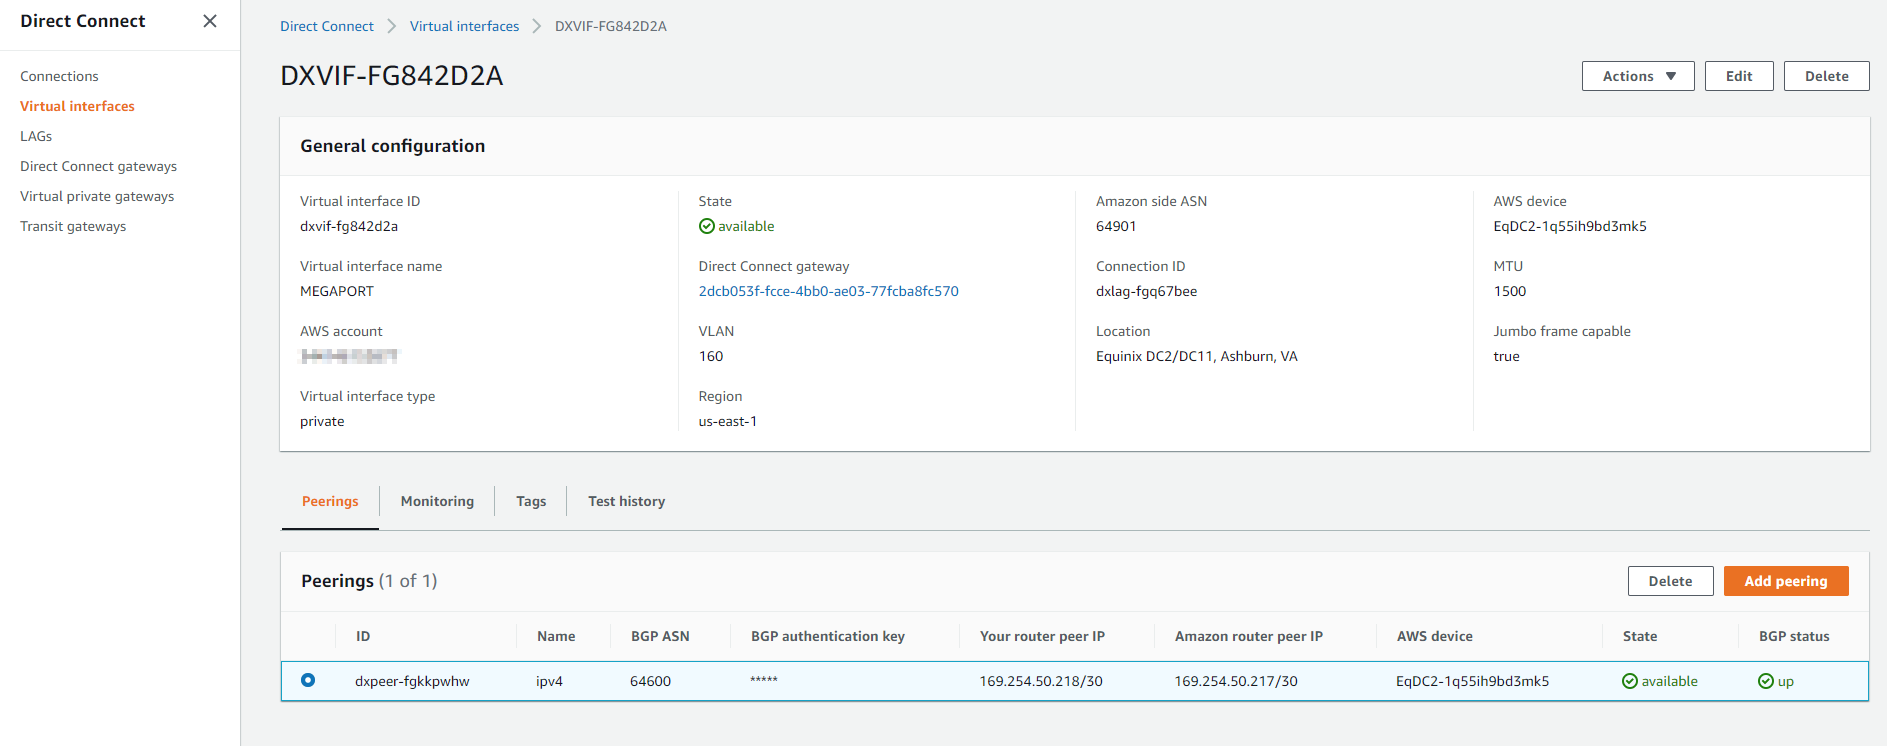 Direct Connect
Connections
Virtual interfaces
LAGs
Direct Connect gateways
Virtual private gateways
Transit gateways
Direct Connect > Virtual interfaces > DXVIF-FG842D2A
DXVIF-FG842D2A
Actions Edit Delete
General configuration
Virtual interface ID
dxvif-fg842d2a
Virtual interface name
MEGAPORT
AWS account
Virtual interface type
private
State
available
Direct Connect gateway
2dcb053f-fcce-4bb0-ae03-77fcba8fc570
VLAN
160
Region
us-east-1
Amazon side ASN
64901
Connection ID
dxlag-fgq67bee
Location
Equinix DC2/DC11, Ashburn, VA
AWS device
EqDC2-1q55ih9bd3mk5
MTU
1500
Jumbo frame capable
true
Peerings Monitoring Tags Test history
Peerings (1 of 1) Delete Add peering
ID Name BGP ASN BGP authentication key Your router peer IP Amazon router peer IP AWS device State BGP status
dxpeer-fgkkpwhw ipv4 64600 ***** 169.254.50.218/30 169.254.50.217/30 EqDC2-1q55ih9bd3mk5 available up